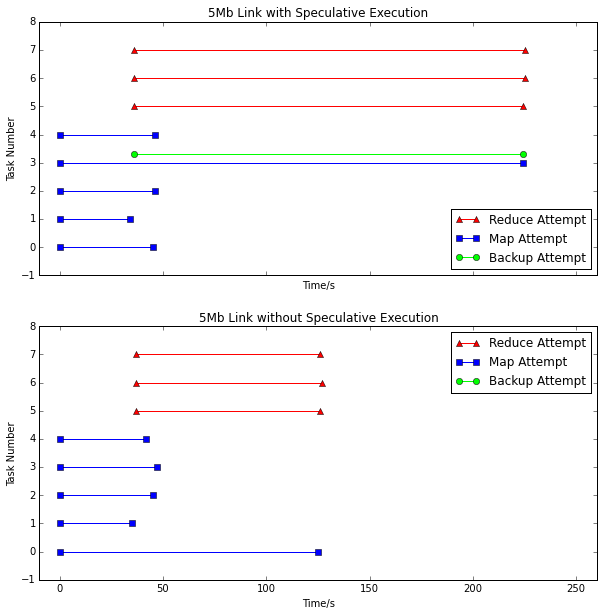 5Mb Link with Speculative Execution
8
7
6
5
4
3
2
1
0
-1
Task Number
Reduce Attempt
Map Attempt
Backup Attempt
Time/s
5Mb Link without Speculative Execution
8
7
6
5
4
3
2
1
0
-1
Task Number
Reduce Attempt
Map Attempt
Backup Attempt
0 50 100 150 200 250
Time/s